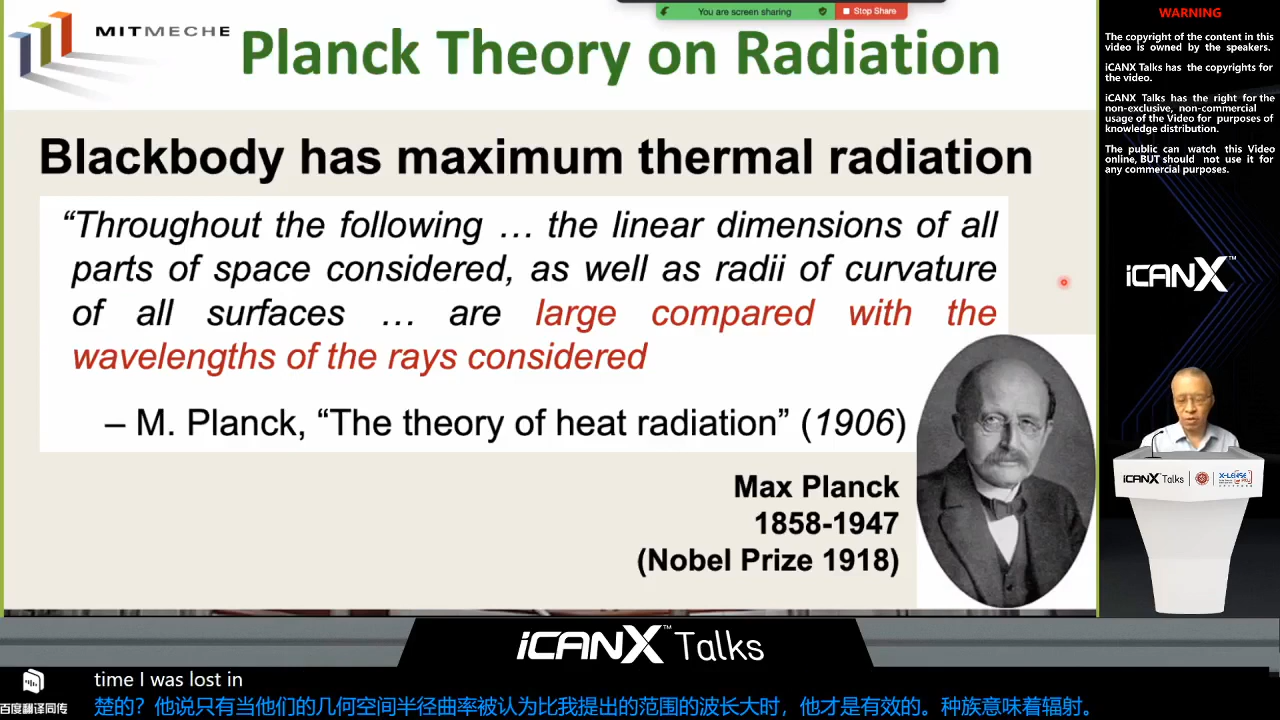 You are screen sharing
Stop Share
MITMECHE
Planck Theory on Radiation
Blackbody has maximum thermal radiation
“Throughout the following … the linear dimensions of all
parts of space considered, as well as radii of curvature
of all surfaces … are large compared with the
wavelengths of the rays considered
– M. Planck, “The theory of heat radiation” (1906)
Max Planck
1858-1947
(Nobel Prize 1918)
WARNING
The copyright of the content in this
video is owned by the speakers.
iCANX Talks has the copyrights for
the video.
iCANX Talks has the right for the
non-exclusive, non-commercial
usage of the Video for purposes of
knowledge distribution.
The public can watch this Video
online, BUT should not use it for
any commercial purposes.
iCANX™
iCANX Talks
iCANX™ Talks
time I was lost in
百度翻译同传
楚的？他说只有当他们的几何空间半径曲率被认为比我提出的范围的波长大时，他才是有效的。种族意味着辐射。